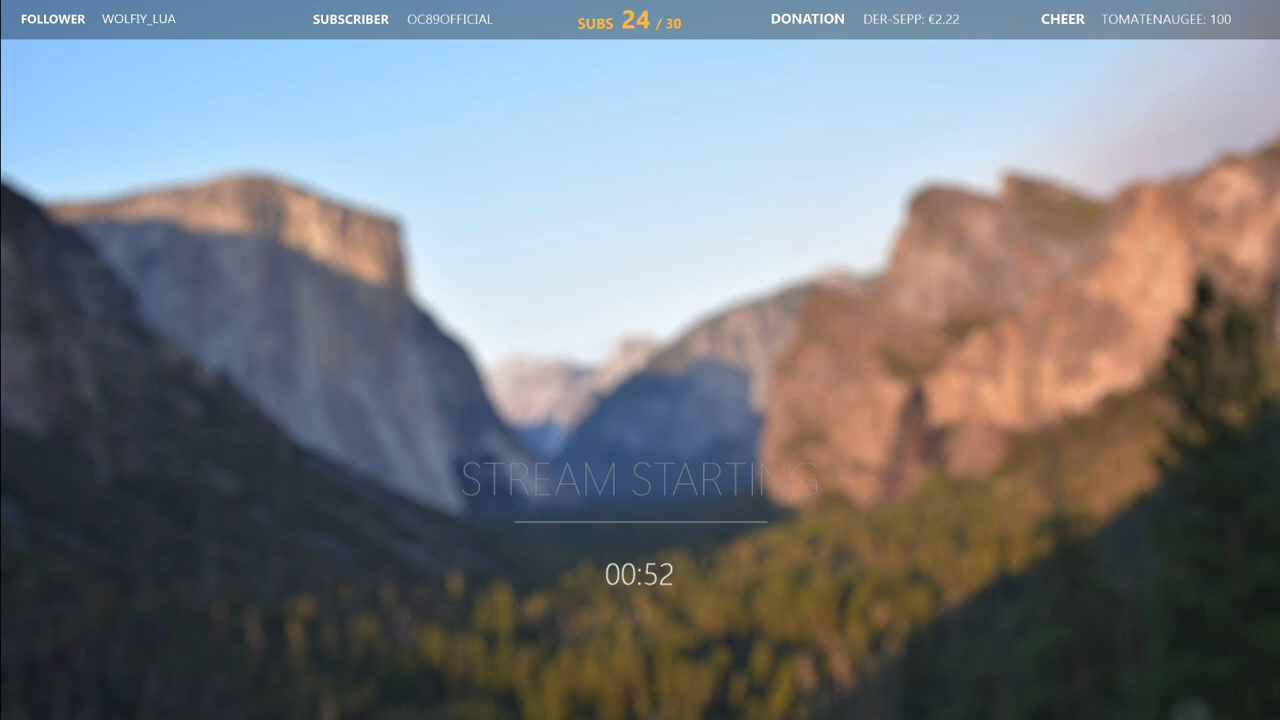 FOLLOWER WOLFIY_LUA SUBSCRIBER OC89OFFICIAL SUBS 24 / 30 DONATION DER-SEPP: €2.22 CHEER TOMATENAUGEE: 100
STREAM STARTING
00:52